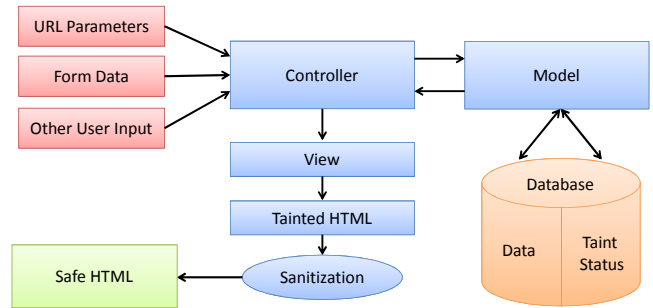 URL Parameters
Form Data
Other User Input
Controller
Model
View
Tainted HTML
Sanitization
Safe HTML
Database
Data
Taint
Status